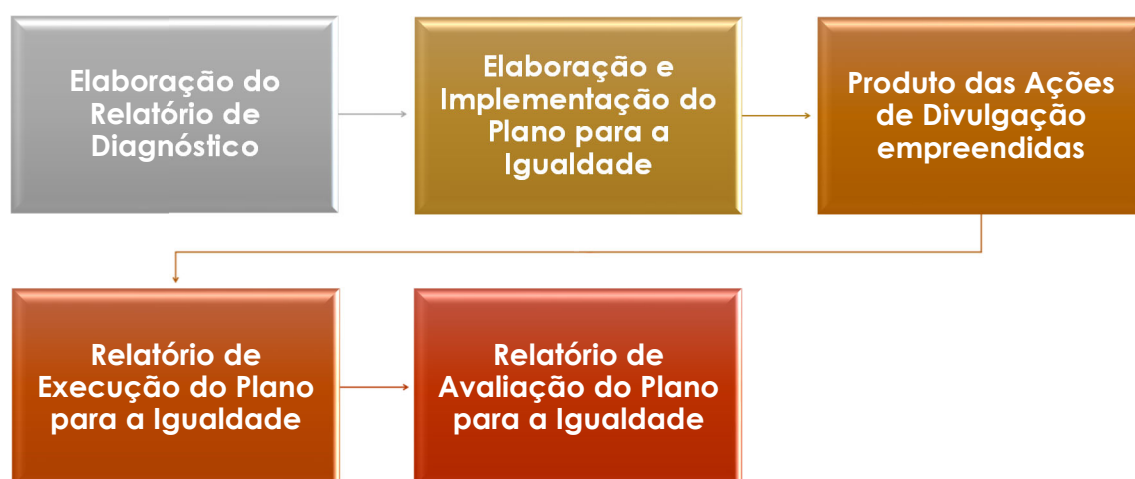 Elaboração do
Relatório de
Diagnóstico
Elaboração e
Implementação do
Plano para a
Igualdade
Produto das Ações
de Divulgação
empreendidas
Relatório de
Execução do Plano
para a Igualdade
Relatório de
Avaliação do Plano
para a Igualdade